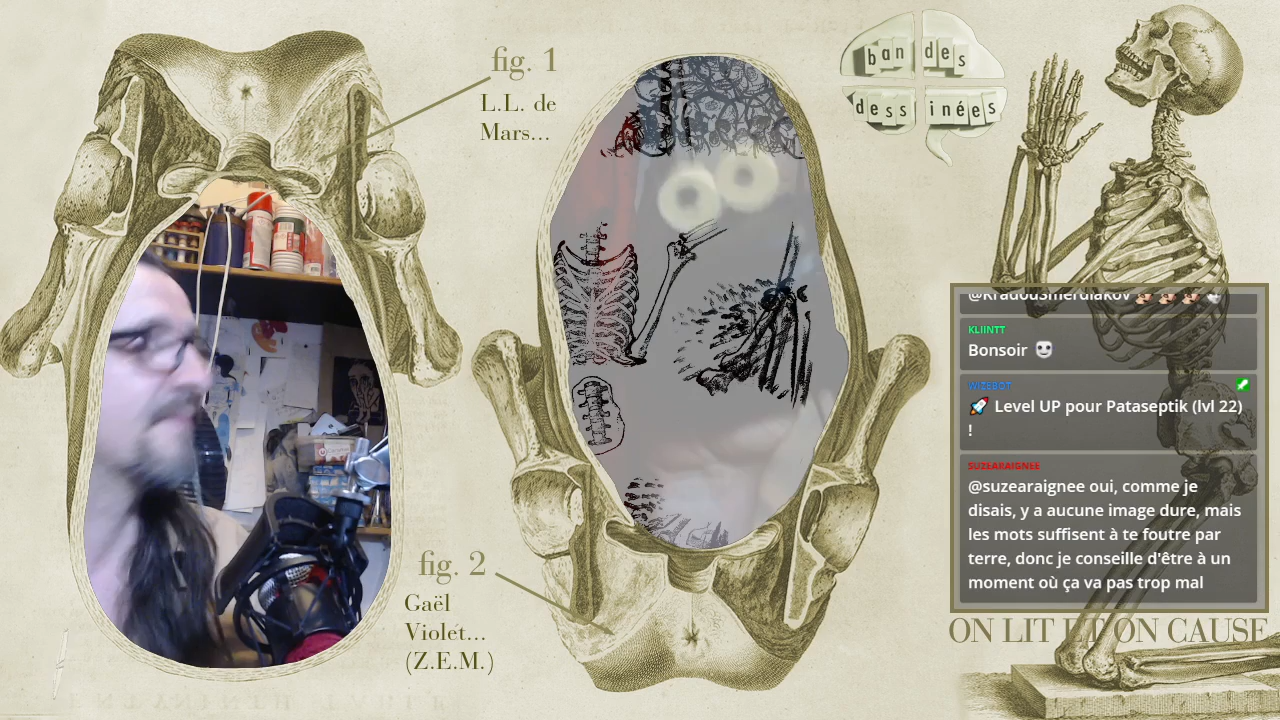 fig. 1
L.L. de
Mars...
ban des
dess inées
@KradouSmerdiakov
KLIINTT
Bonsoir
WIZEBOT
Level UP pour Pataseptik (lvl 22)
!
SUZEARAIGNEE
@suzearaignee oui, comme je
disais, y a aucune image dure, mais
les mots suffisent à te foutre par
terre, donc je conseille d'être à un
moment où ça va pas trop mal
fig. 2
Gaël
Violet...
(Z.E.M.)
ON LIT ET ON CAUSE